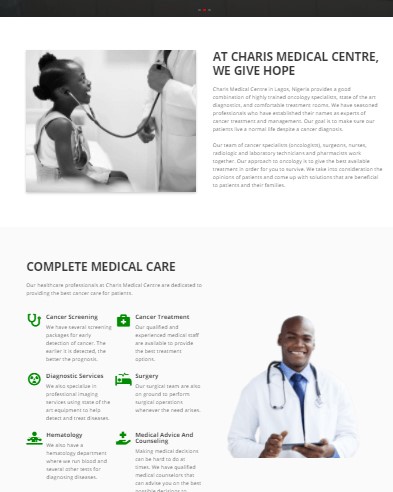 AT CHARIS MEDICAL CENTRE,
WE GIVE HOPE
Charis Medical Centre in Lagos, Nigeria provides a good
combination of highly trained oncology specialists, state of the art
diagnostics, and comfortable treatment rooms. We have seasoned
professionals who have established their names as experts of
cancer treatment and management. Our goal is to make sure our
patients live a normal life despite a cancer diagnosis.
Our team of cancer specialists (oncologists), surgeons, nurses,
radiologic and laboratory technicians and pharmacists work
together. Our approach to oncology is to give the best available
treatment in order for you to survive. We take into consideration the
opinions of patients and come up with solutions that are beneficial
to patients and their families.
COMPLETE MEDICAL CARE
Our healthcare professionals at Charis Medical Centre are dedicated to
providing the best cancer care for patients.
Cancer Screening
We have several screening
packages for early
detection of cancer. The
earlier it is detected, the
better the prognosis.
Cancer Treatment
Our qualified and
experienced medical staff
are available to provide
the best treatment
options.
Diagnostic Services
We also specialize in
professional imaging
services using state of the
art equipment to help
detect and treat diseases.
Surgery
Our surgical team are also
on ground to perform
surgical operations
whenever the need arises.
Hematology
We also have a
hematology department
where we run blood and
several other tests for
diagnosing diseases.
Medical Advice And
Counseling
Making medical decisions
can be hard to do at
times. We have qualified
medical counselors that
can advise you on the best
possible decisions to